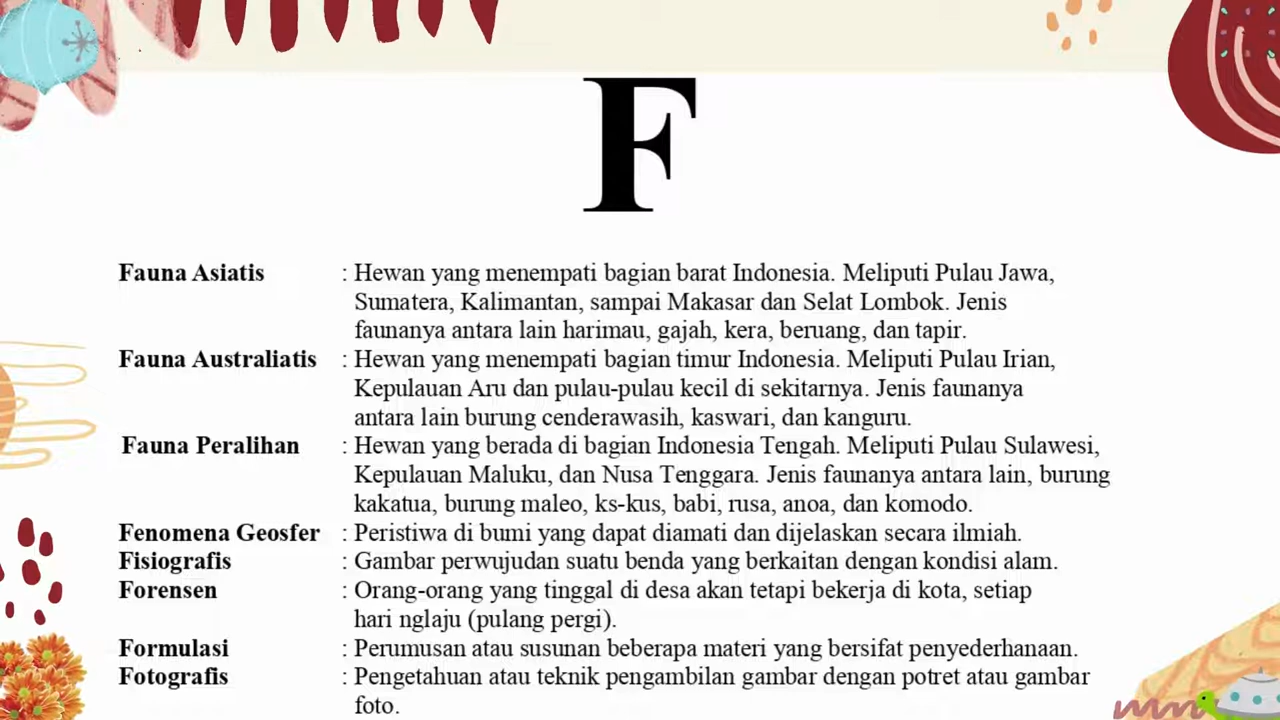 F
Fauna Asiatis : Hewan yang menempati bagian barat Indonesia. Meliputi Pulau Jawa,
Sumatera, Kalimantan, sampai Makasar dan Selat Lombok. Jenis
faunanya antara lain harimau, gajah, kera, beruang, dan tapir.
Fauna Australiatis : Hewan yang menempati bagian timur Indonesia. Meliputi Pulau Irian,
Kepulauan Aru dan pulau-pulau kecil di sekitarnya. Jenis faunanya
antara lain burung cenderawasih, kaswari, dan kanguru.
Fauna Peralihan : Hewan yang berada di bagian Indonesia Tengah. Meliputi Pulau Sulawesi,
Kepulauan Maluku, dan Nusa Tenggara. Jenis faunanya antara lain, burung
kakatua, burung maleo, ks-kus, babi, rusa, anoa, dan komodo.
Fenomena Geosfer : Peristiwa di bumi yang dapat diamati dan dijelaskan secara ilmiah.
Fisiografis : Gambar perwujudan suatu benda yang berkaitan dengan kondisi alam.
Forensen : Orang-orang yang tinggal di desa akan tetapi bekerja di kota, setiap
hari nglaju (pulang pergi).
Formulasi : Perumusan atau susunan beberapa materi yang bersifat penyederhanaan.
Fotografis : Pengetahuan atau teknik pengambilan gambar dengan potret atau gambar
foto.